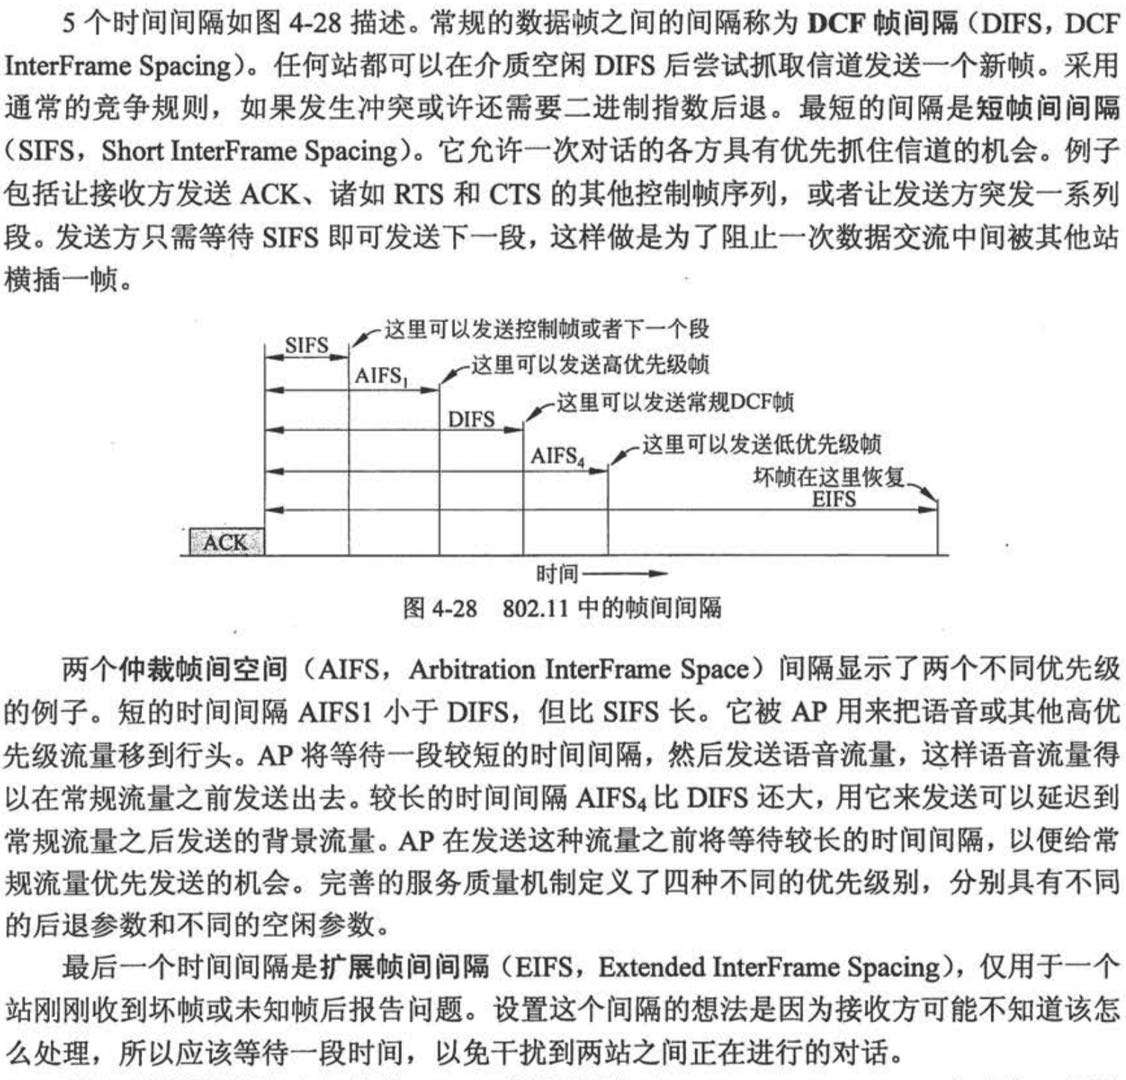 5 个时间间隔如图 4-28 描述。常规的数据帧之间的间隔称为 DCF 帧间隔（DIFS，DCF
InterFrame Spacing）。任何站都可以在介质空闲 DIFS 后尝试抓取信道发送一个新帧。采用
通常的竞争规则，如果发生冲突或许还需要二进制指数后退。最短的间隔是短帧间间隔
（SIFS，Short InterFrame Spacing）。它允许一次对话的各方具有优先抓住信道的机会。例子
包括让接收方发送 ACK、诸如 RTS 和 CTS 的其他控制帧序列，或者让发送方突发一系列
段。发送方只需等待 SIFS 即可发送下一段，这样做是为了阻止一次数据交流中间被其他站
横插一帧。
这里可以发送控制帧或者下一个段
SIFS
这里可以发送高优先级帧
AIFS1
这里可以发送常规DCF帧
DIFS
这里可以发送低优先级帧
AIFS4
坏帧在这里恢复
EIFS
ACK
时间
图 4-28 802.11 中的帧间间隔
两个仲裁帧间空间（AIFS，Arbitration InterFrame Space）间隔显示了两个不同优先级
的例子。短的时间间隔 AIFS1 小于 DIFS，但比 SIFS 长。它被 AP 用来把语音或其他高优
先级流量移到行头。AP 将等待一段较短的时间间隔，然后发送语音流量，这样语音流量得
以在常规流量之前发送出去。较长的时间间隔 AIFS4 比 DIFS 还大，用它来发送可以延迟到
常规流量之后发送的背景流量。AP 在发送这种流量之前将等待较长的时间间隔，以便给常
规流量优先发送的机会。完善的服务质量机制定义了四种不同的优先级别，分别具有不同
的后退参数和不同的空闲参数。
最后一个时间间隔是扩展帧间间隔（EIFS，Extended InterFrame Spacing），仅用于一个
站刚刚收到坏帧或未知帧后报告问题。设置这个间隔的想法是因为接收方可能不知道该怎
么处理，所以应该等待一段时间，以免干扰到两站之间正在进行的对话。